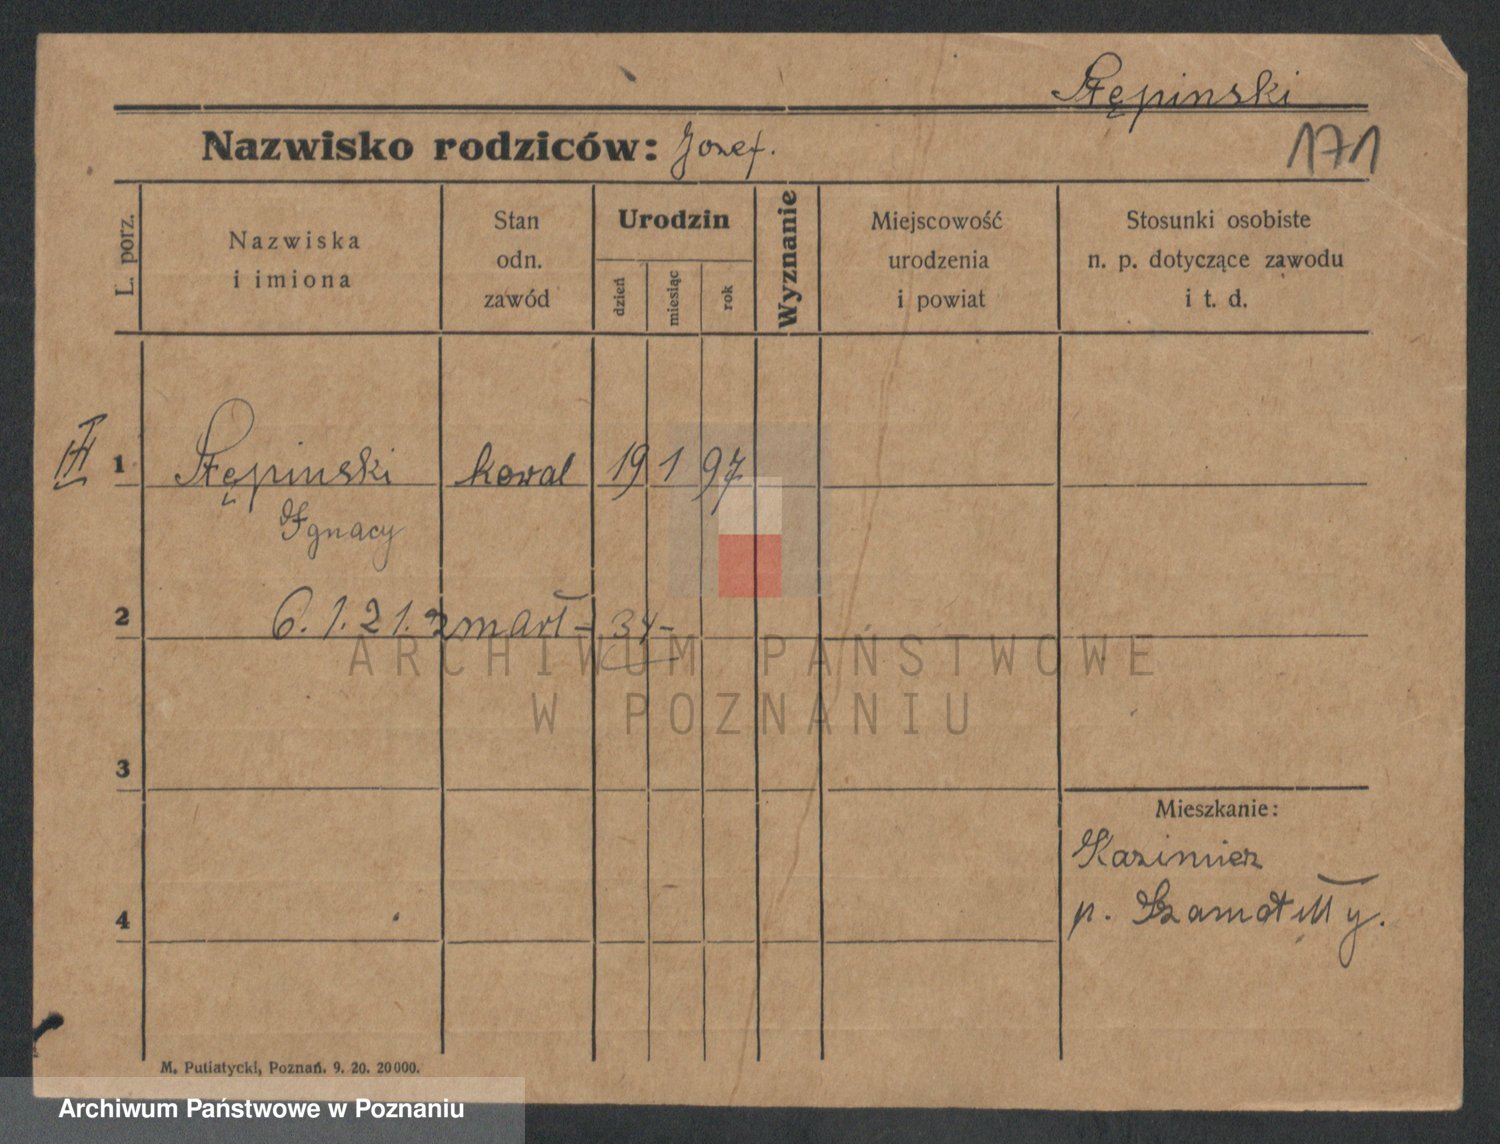 Stępinski
Nazwisko rodziców: Jozef.
171
L. porz.
Nazwiska
i imiona
Stan
odn.
zawód
Urodzin
dzień
miesiąc
rok
Wyznanie
Miejscowość
urodzenia
i powiat
Stosunki osobiste
n. p. dotyczące zawodu
i t. d.
1 Stępinski kowal 19 1 97
Ignacy
2 6. 1. 21. zmarł - 34 -
ARCHIWUM PAŃSTWOWE
W POZNANIU
3
Mieszkanie:
Kazimierz
p. Szamotuły.
4
M. Putiatycki, Poznań. 9. 20. 20000.
Archiwum Państwowe w Poznaniu